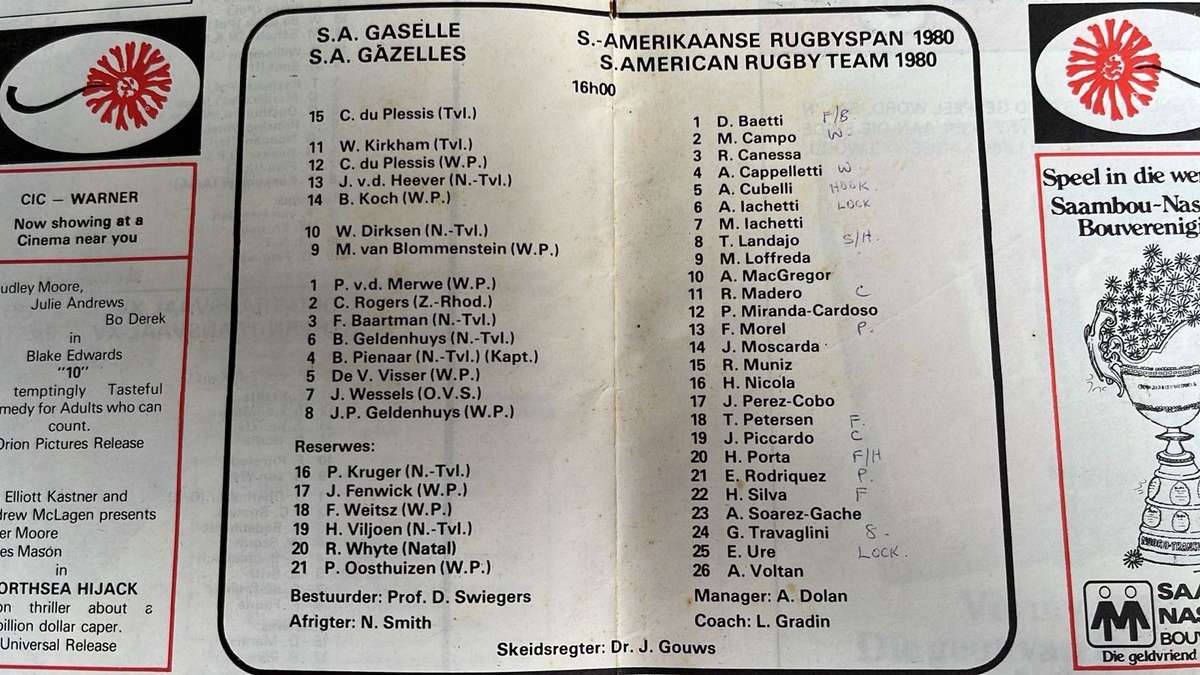 S.A. GASELLE
S.A. GAZELLES
S.-AMERIKAANSE RUGBYSPAN 1980
S.AMERICAN RUGBY TEAM 1980
16h00
15 C. du Plessis (Tvl.)
11 W. Kirkham (Tvl.)
12 C. du Plessis (W.P.)
13 J. v.d. Heever (N.-Tvl.)
14 B. Koch (W.P.)
10 W. Dirksen (N.-Tvl.)
9 M. van Blommenstein (W.P.)
1 P. v.d. Merwe (W.P.)
2 C. Rogers (Z.-Rhod.)
3 F. Baartman (N.-Tvl.)
6 B. Geldenhuys (N.-Tvl.)
4 B. Pienaar (N.-Tvl.) (Kapt.)
5 De V. Visser (W.P.)
7 J. Wessels (O.V.S.)
8 J.P. Geldenhuys (W.P.)
Reserwes:
16 P. Kruger (N.-Tvl.)
17 J. Fenwick (W.P.)
18 F. Weitsz (W.P.)
19 H. Viljoen (N.-Tvl.)
20 R. Whyte (Natal)
21 P. Oosthuizen (W.P.)
Bestuurder: Prof. D. Swiegers
Afrigter: N. Smith
1 D. Baetti F/B.
2 M. Campo W.
3 R. Canessa
4 A. Cappelletti W.
5 A. Cubelli HOOK.
6 A. Iachetti LOCK
7 M. Iachetti
8 T. Landajo S/H.
9 M. Loffreda
10 A. MacGregor
11 R. Madero C
12 P. Miranda-Cardoso
13 F. Morel P.
14 J. Moscarda
15 R. Muniz
16 H. Nicola
17 J. Perez-Cobo
18 T. Petersen F.
19 J. Piccardo C
20 H. Porta F/H
21 E. Rodriquez P.
22 H. Silva F
23 A. Soarez-Gache
24 G. Travaglini 8.
25 E. Ure LOCK.
26 A. Voltan
Manager: A. Dolan
Coach: L. Gradin
Skeidsregter: Dr. J. Gouws
CIC – WARNER
Now showing at a
Cinema near you
udley Moore,
Julie Andrews
Bo Derek
in
Blake Edwards
"10"
temptingly Tasteful
medy for Adults who can
count.
Orion Pictures Release
Elliott Kastner and
drew McLagen presents
er Moore
es Mason
in
ORTHSEA HIJACK
on thriller about a
billion dollar caper.
Universal Release
Speel in die wer
Saambou-Nas
Bouverenigi
SAA
NAS
BOU
Die geldvriend